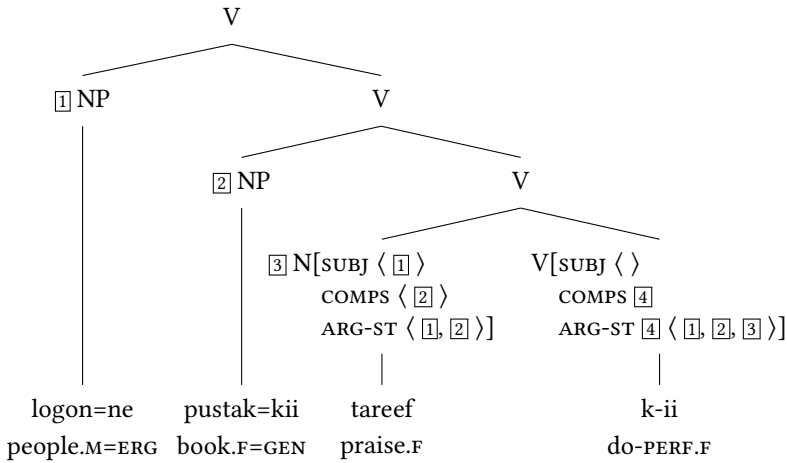 V
1 NP V
2 NP V
3 N[SUBJ ⟨ 1 ⟩ V[SUBJ ⟨ ⟩
COMPS ⟨ 2 ⟩ COMPS 4
ARG-ST ⟨ 1, 2 ⟩] ARG-ST 4 ⟨ 1, 2, 3 ⟩]
logon=ne pustak=kii tareef k-ii
people.M=ERG book.F=GEN praise.F do-PERF.F